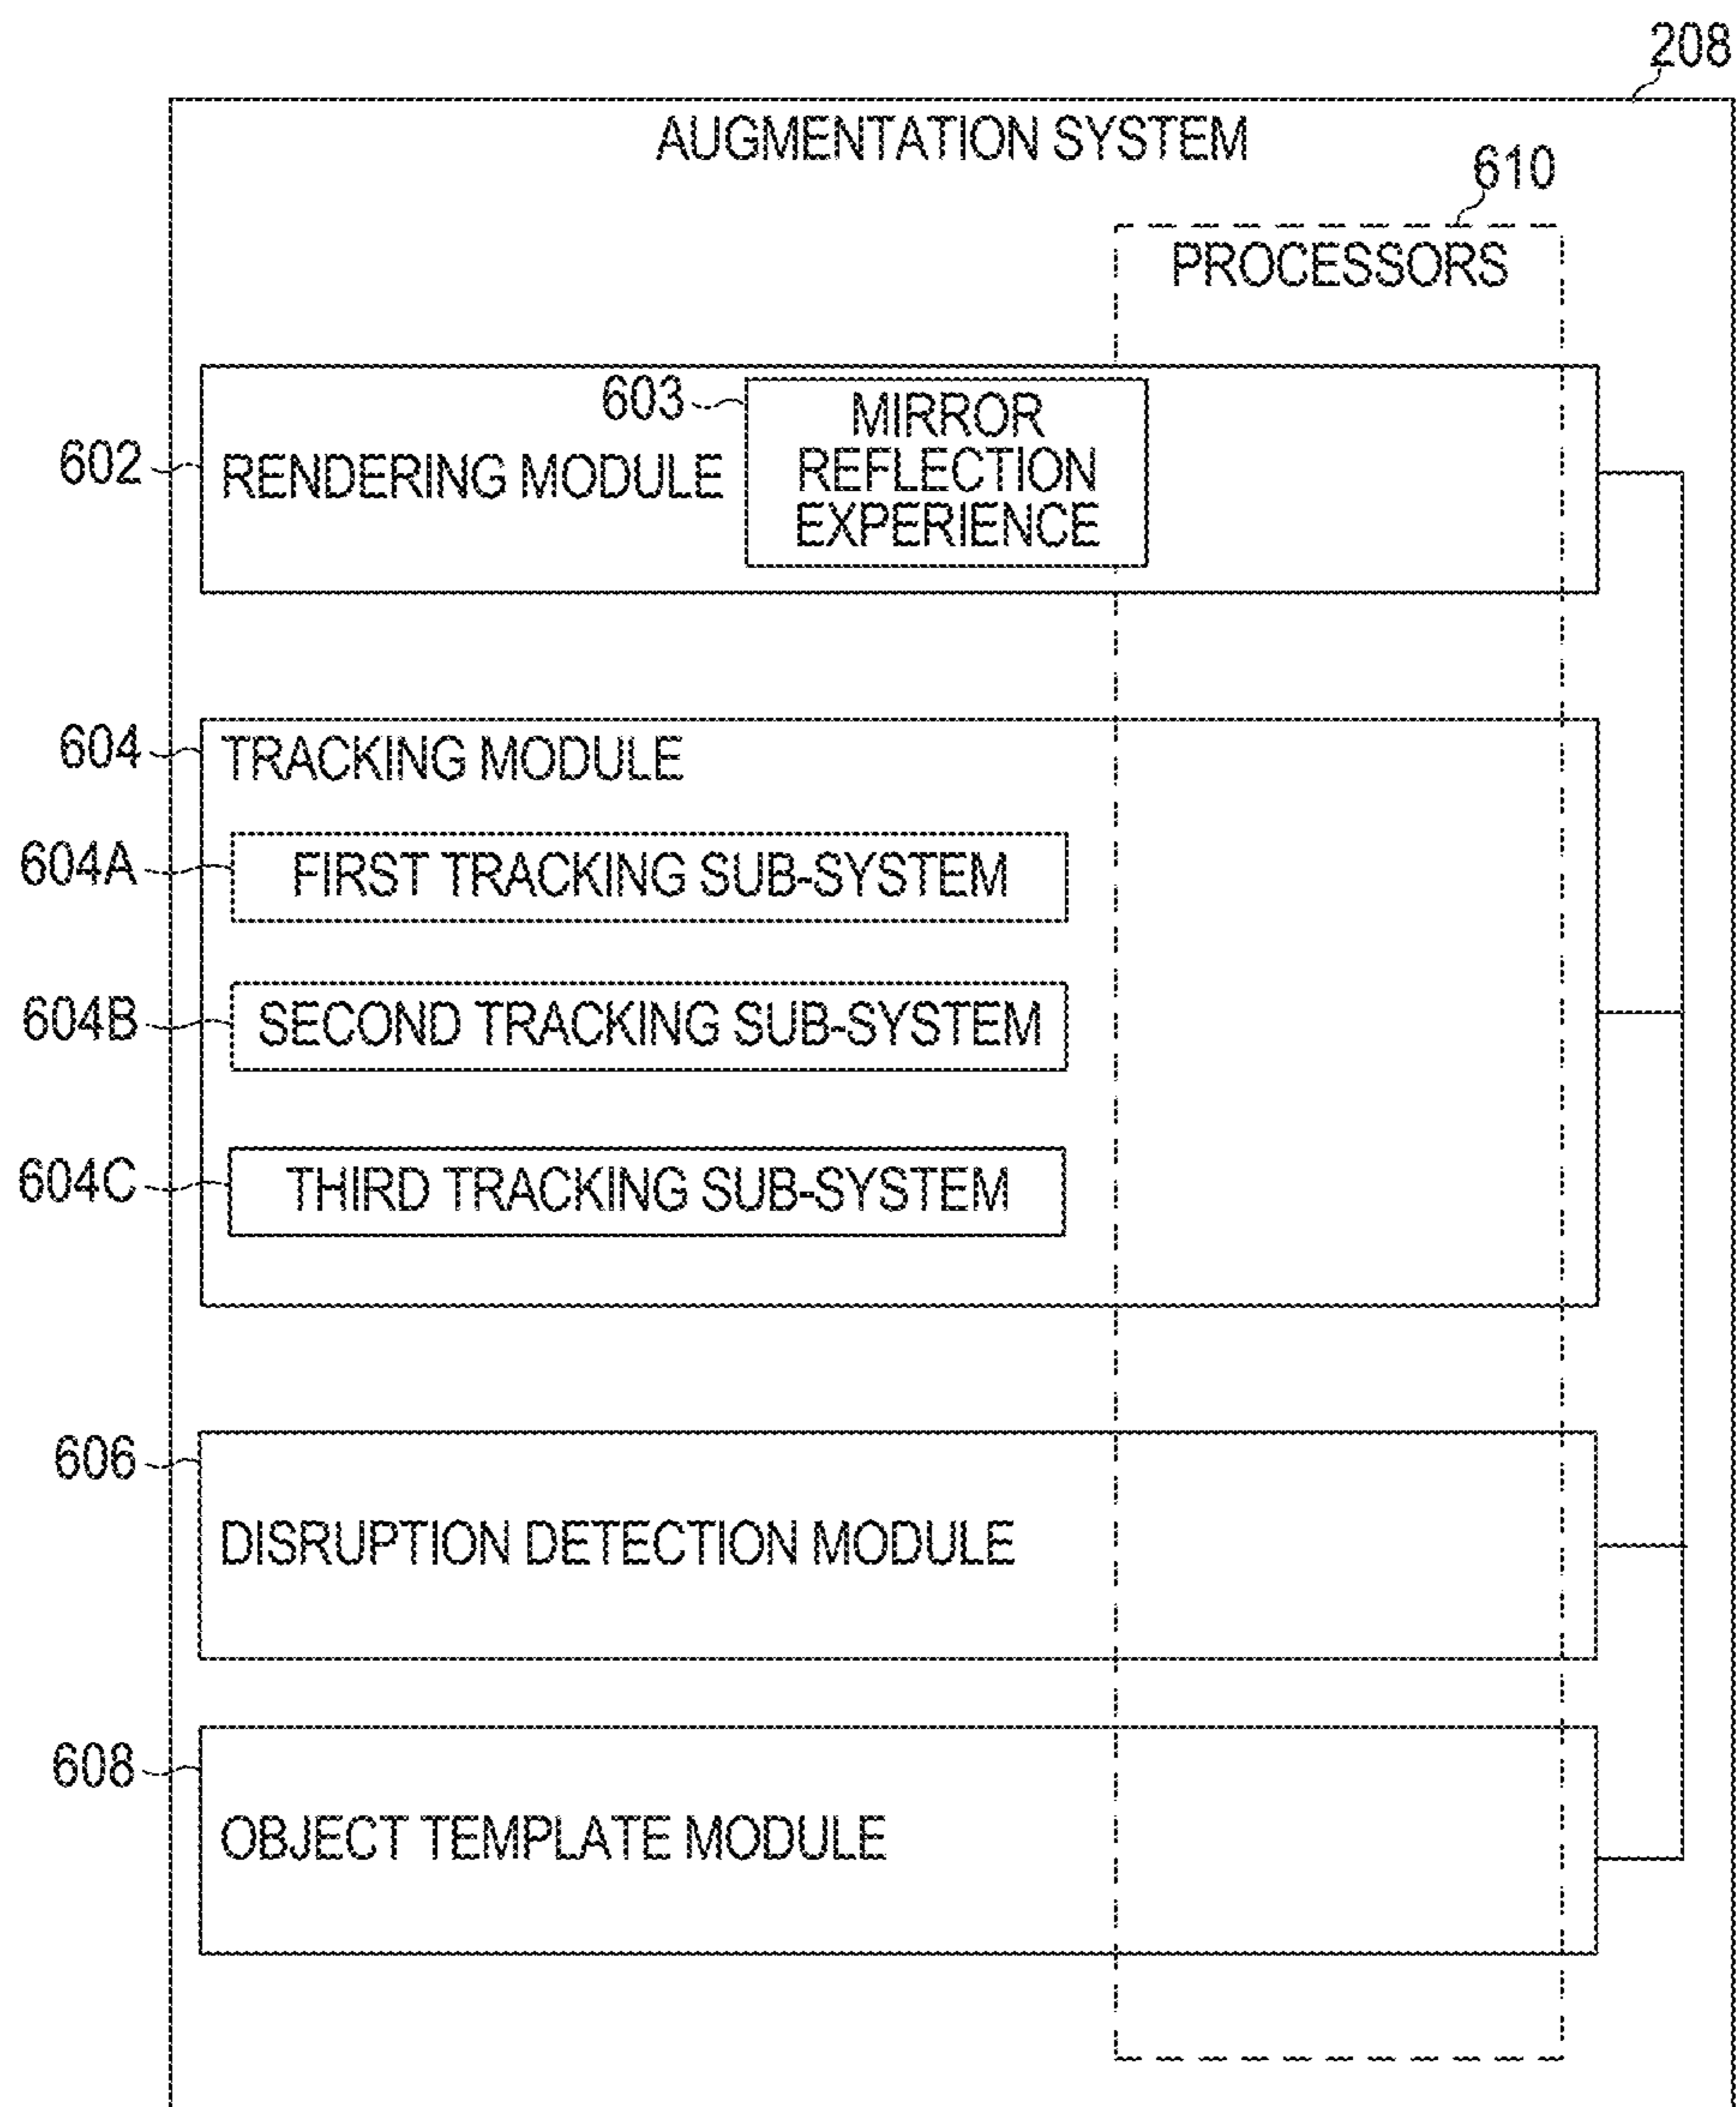 208
AUGMENTATION SYSTEM
610
PROCESSORS
603
MIRROR
REFLECTION
EXPERIENCE
602
RENDERING MODULE
604
TRACKING MODULE
604A
FIRST TRACKING SUB-SYSTEM
604B
SECOND TRACKING SUB-SYSTEM
604C
THIRD TRACKING SUB-SYSTEM
606
DISRUPTION DETECTION MODULE
608
OBJECT TEMPLATE MODULE